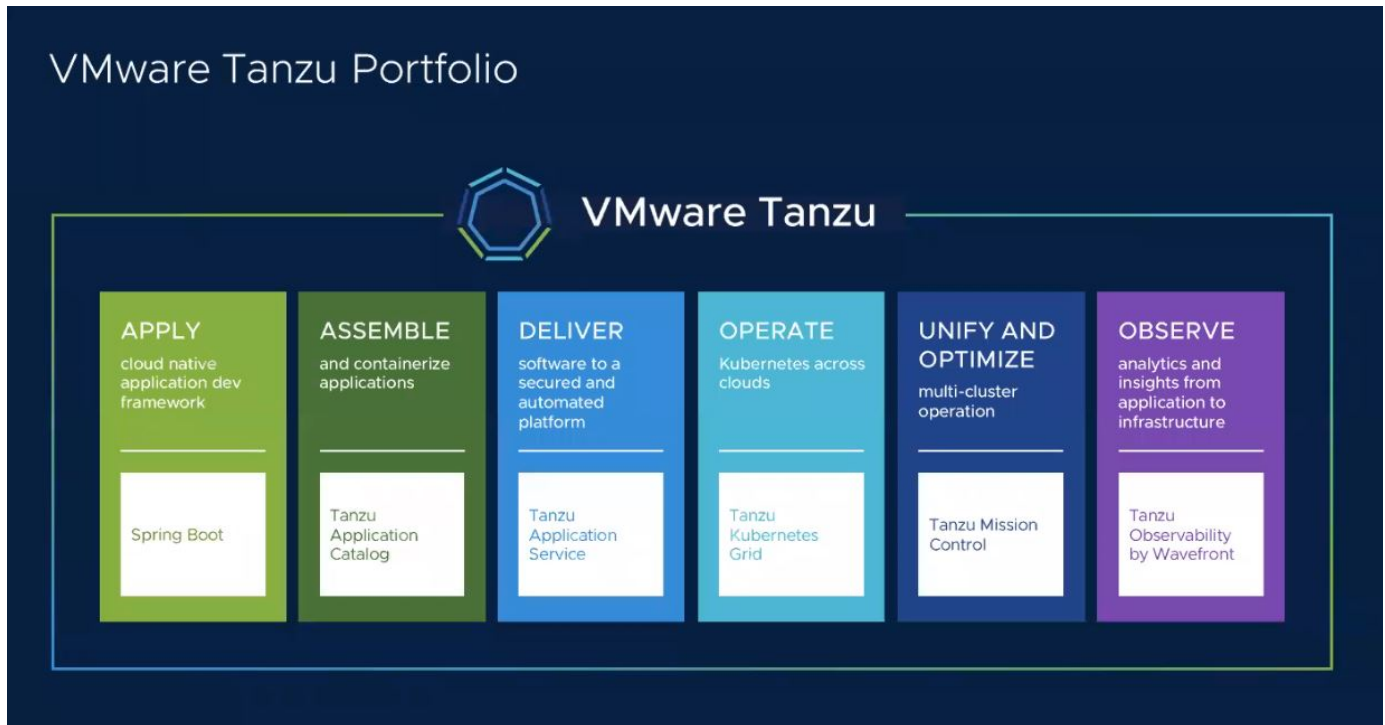 VMware Tanzu Portfolio
VMware Tanzu
APPLY
cloud native
application dev
framework
Spring Boot
ASSEMBLE
and containerize
applications
Tanzu
Application
Catalog
DELIVER
software to a
secured and
automated
platform
Tanzu
Application
Service
OPERATE
Kubernetes across
clouds
Tanzu
Kubernetes
Grid
UNIFY AND
OPTIMIZE
multi-cluster
operation
Tanzu Mission
Control
OBSERVE
analytics and
insights from
application to
infrastructure
Tanzu
Observability
by Wavefront